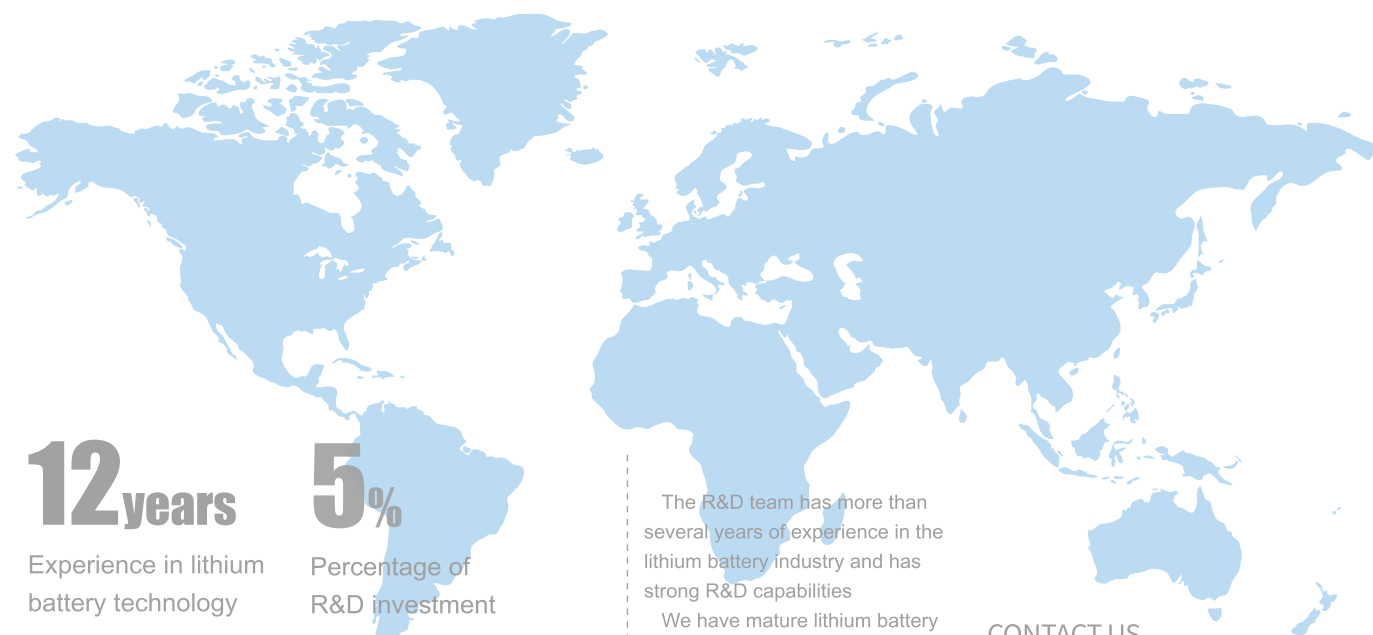 12years
Experience in lithium
battery technology
5%
Percentage of
R&D investment
The R&D team has more than
several years of experience in the
lithium battery industry and has
strong R&D capabilities
We have mature lithium battery
CONTACT US